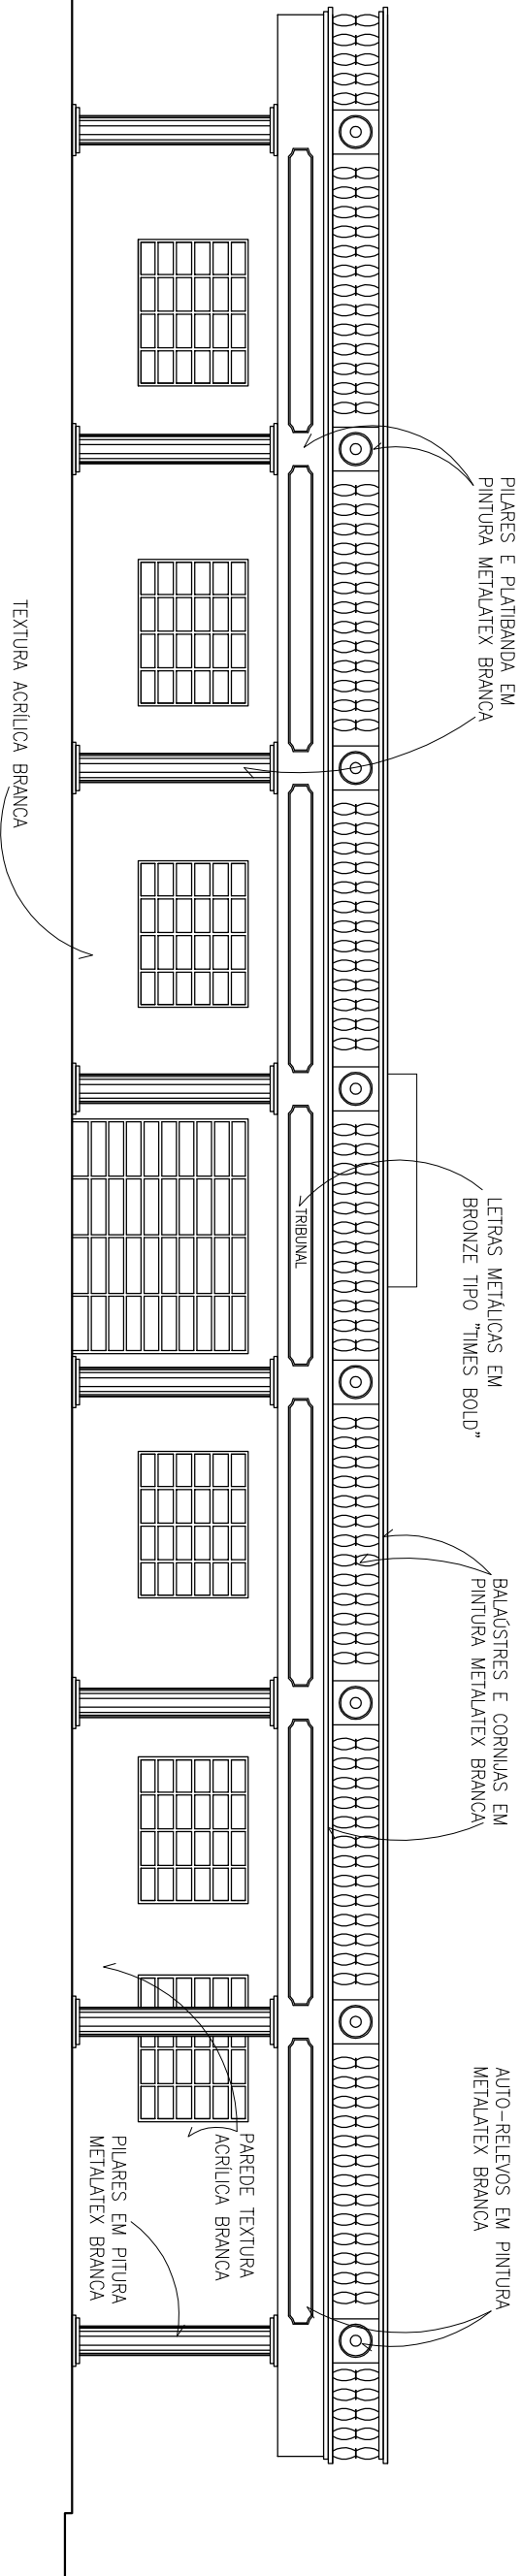 PILARES E PLATIBANDA EM
PINTURA METALATEX BRANCA
LETRAS METÁLICAS EM
BRONZE TIPO "TIMES BOLD"
BALAÚSTRES E CORNIJAS EM
PINTURA METALATEX BRANCA
AUTO-RELEVOS EM PINTURA
METALATEX BRANCA
TRIBUNAL
TEXTURA ACRÍLICA BRANCA
PAREDE TEXTURA
ACRÍLICA BRANCA
PILARES EM PITURA
METALATEX BRANCA